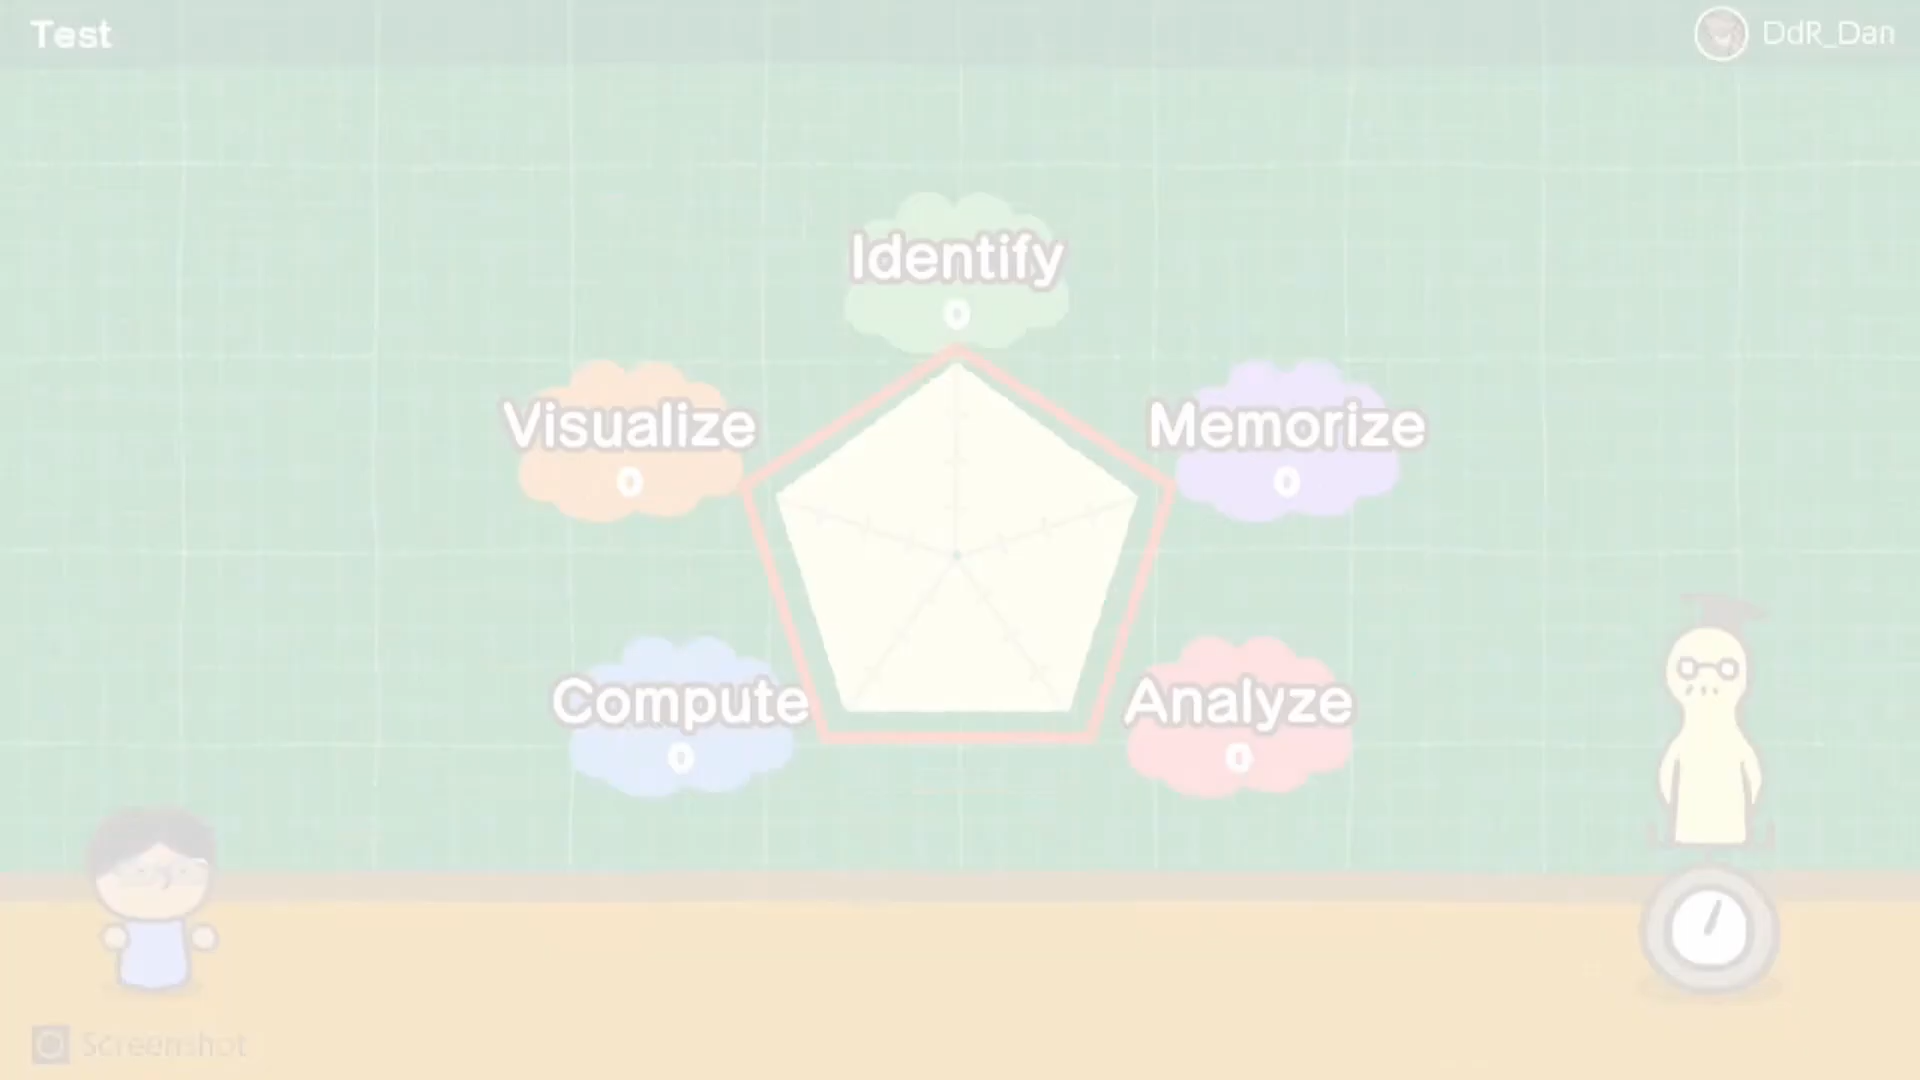 Test
DdR_Dan
Identify
0
Visualize
0
Memorize
0
Compute
0
Analyze
0
Screenshot